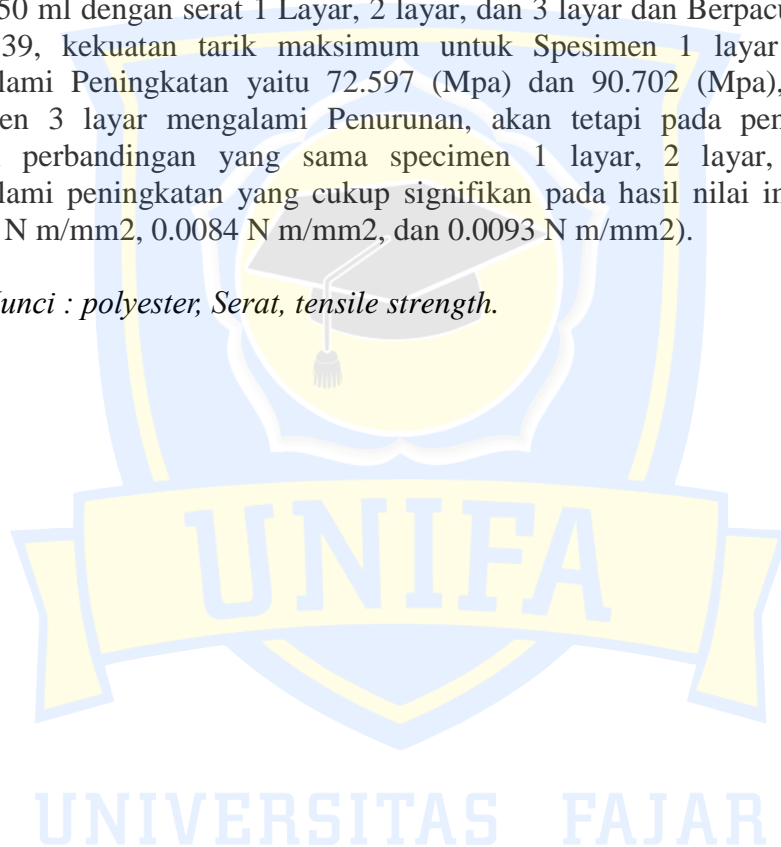 50 ml dengan serat 1 Layar, 2 layar, dan 3 layar dan Berpacu
39, kekuatan tarik maksimum untuk Spesimen 1 layar
lami Peningkatan yaitu 72.597 (Mpa) dan 90.702 (Mpa),
en 3 layar mengalami Penurunan, akan tetapi pada pen
perbandingan yang sama specimen 1 layar, 2 layar,
lami peningkatan yang cukup signifikan pada hasil nilai in
N m/mm2, 0.0084 N m/mm2, dan 0.0093 N m/mm2).
unci : polyester, Serat, tensile strength.
UNIFA
UNIVERSITAS FAJAR